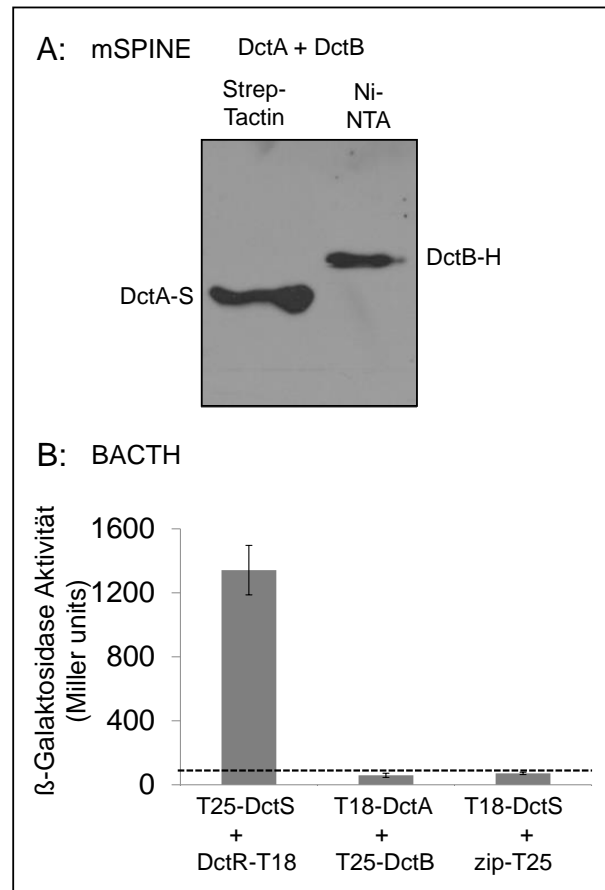 A: mSPINE DctA + DctB
Strep-
Tactin
Ni-
NTA
DctB-H
DctA-S
B: BACTH
ß-Galaktosidase Aktivität
(Miller units)
1600
1200
800
400
0
T25-DctS
+
DctR-T18
T18-DctA
+
T25-DctB
T18-DctS
+
zip-T25